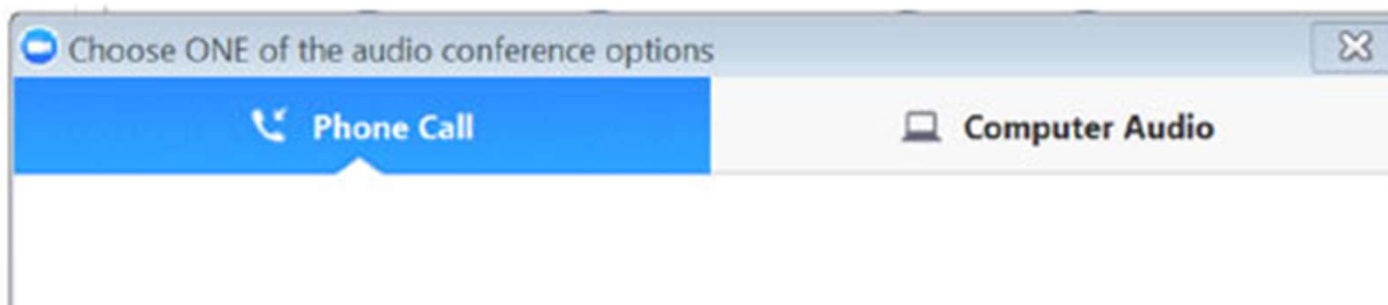 Choose ONE of the audio conference options
Phone Call
Computer Audio